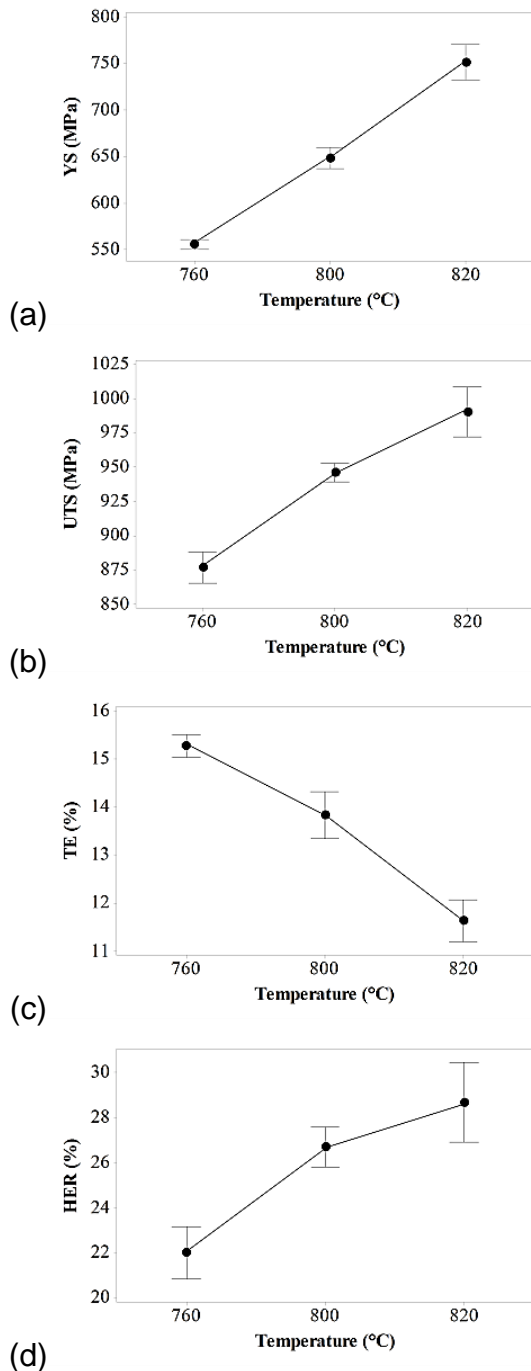 800
750
700
650
600
550
YS (MPa)
760 800 820
Temperature (°C)
(a)
1025
1000
975
950
925
900
875
850
UTS (MPa)
760 800 820
Temperature (°C)
(b)
16
15
14
13
12
11
TE (%)
760 800 820
Temperature (°C)
(c)
30
28
26
24
22
20
HER (%)
760 800 820
Temperature (°C)
(d)